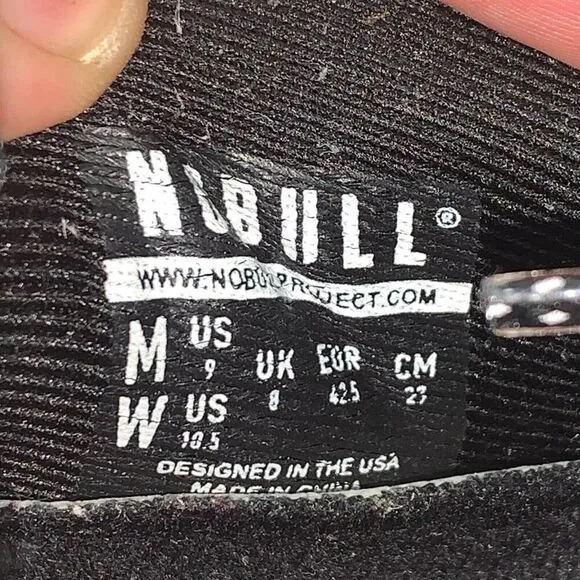 NOBULL®
WWW.NOBULLPROJECT.COM
M US 9 UK 8 EUR 42.5 CM 27
W US 10.5
DESIGNED IN THE USA
MADE IN CHINA